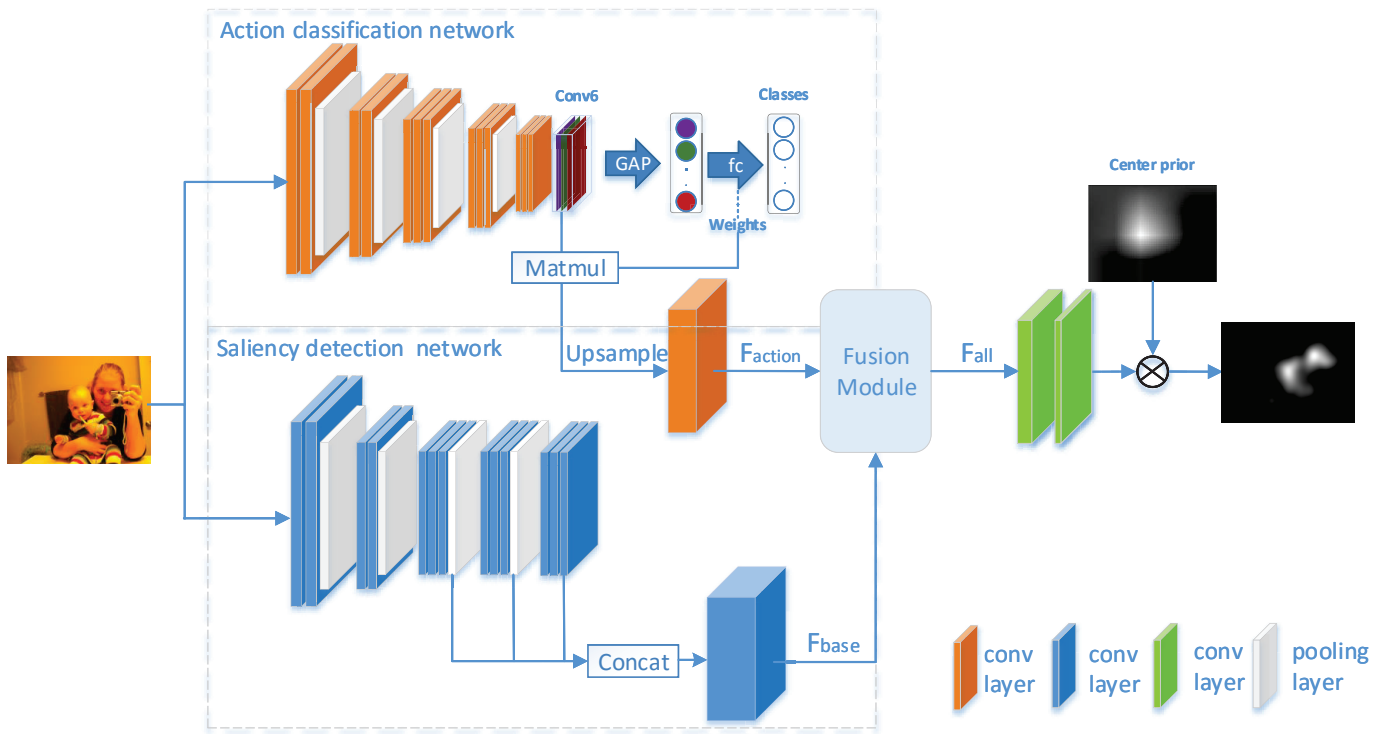 Action classification network
Conv6
Classes
GAP
fc
Weights
Matmul
Center prior
Saliency detection network
Upsample
Faction
Fusion
Module
Fall
Concat
Fbase
conv
layer
conv
layer
conv
layer
pooling
layer